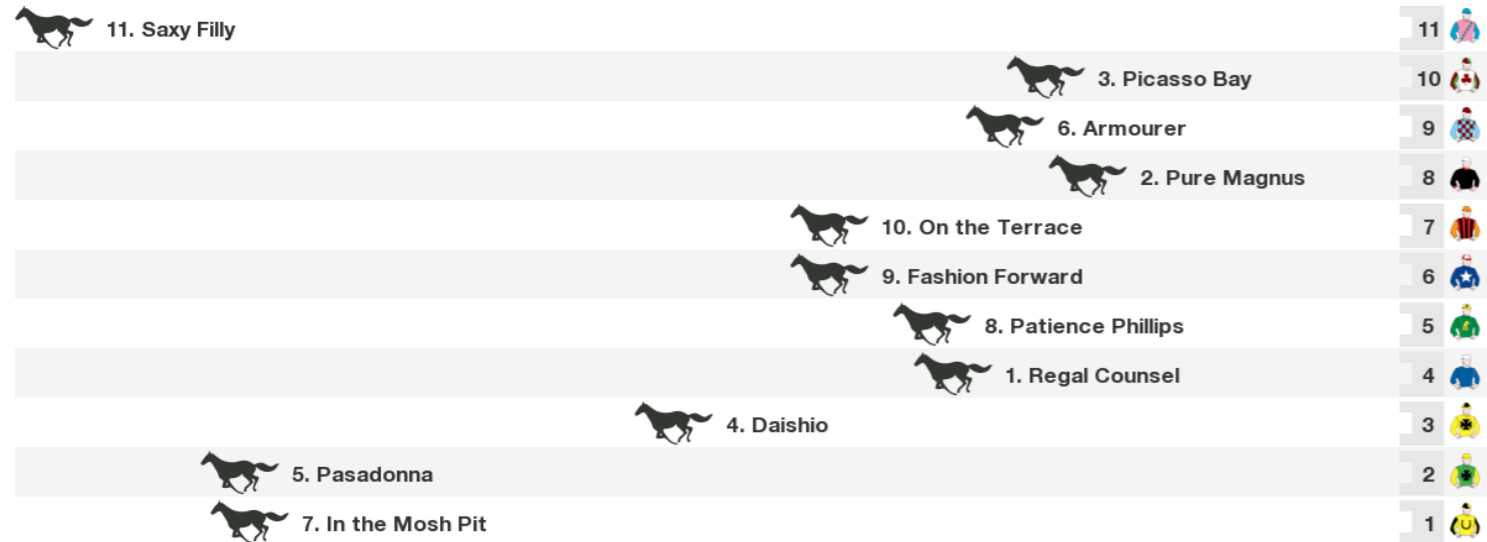 11. Saxy Filly 11
3. Picasso Bay 10
6. Armourer 9
2. Pure Magnus 8
10. On the Terrace 7
9. Fashion Forward 6
8. Patience Phillips 5
1. Regal Counsel 4
4. Daishio 3
5. Pasadonna 2
7. In the Mosh Pit 1